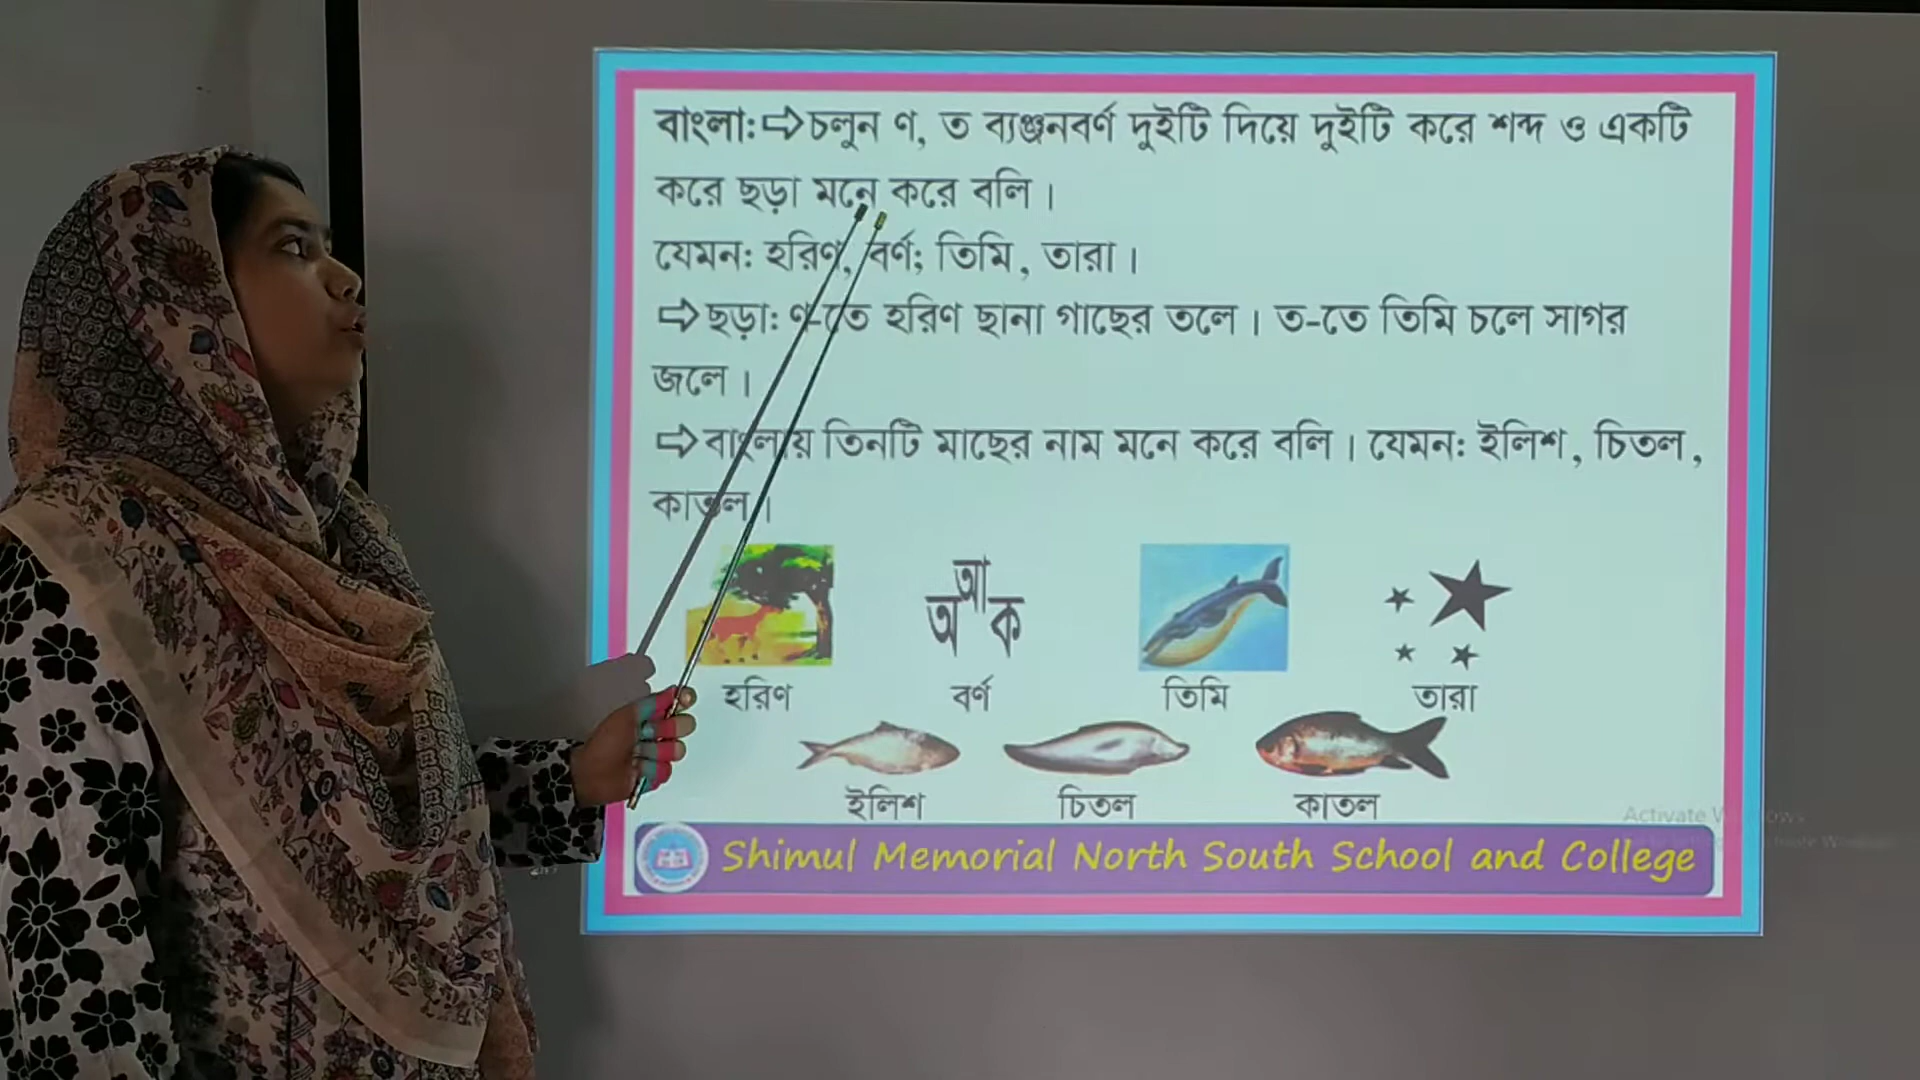 বাংলা:⇨চলুন ণ, ত ব্যঞ্জনবর্ণ দুইটি দিয়ে দুইটি করে শব্দ ও একটি
করে ছড়া মনে করে বলি।
যেমন: হরিণ, বর্ণ; তিমি, তারা।
⇨ছড়া: ণ-তে হরিণ ছানা গাছের তলে। ত-তে তিমি চলে সাগর
জলে।
⇨বাংলায় তিনটি মাছের নাম মনে করে বলি। যেমন: ইলিশ, চিতল,
কাতল।
আ
অ ক
হরিণ বর্ণ তিমি তারা
ইলিশ চিতল কাতল
Activate
Shimul Memorial North South School and College